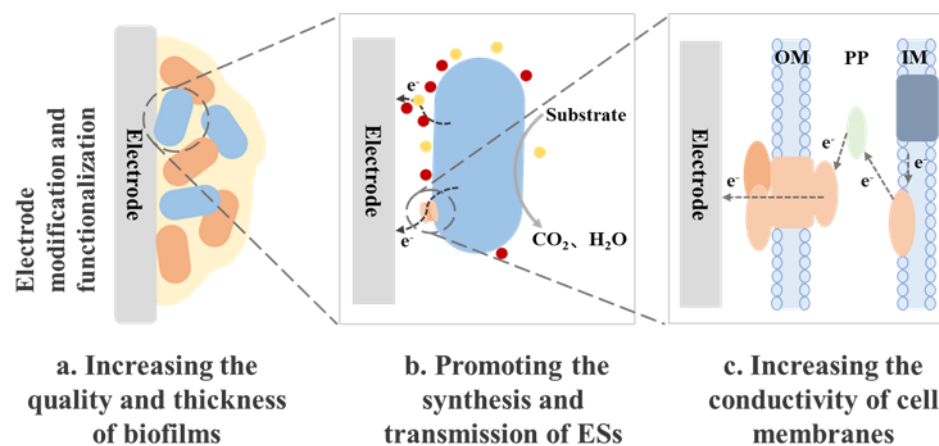 Electrode
modification and
functionalization
Electrode
Electrode
e-
e-
Substrate
CO₂、H₂O
Electrode
OM
PP
IM
e-
e-
e-
e-
a. Increasing the
quality and thickness
of biofilms
b. Promoting the
synthesis and
transmission of ESs
c. Increasing the
conductivity of cell
membranes